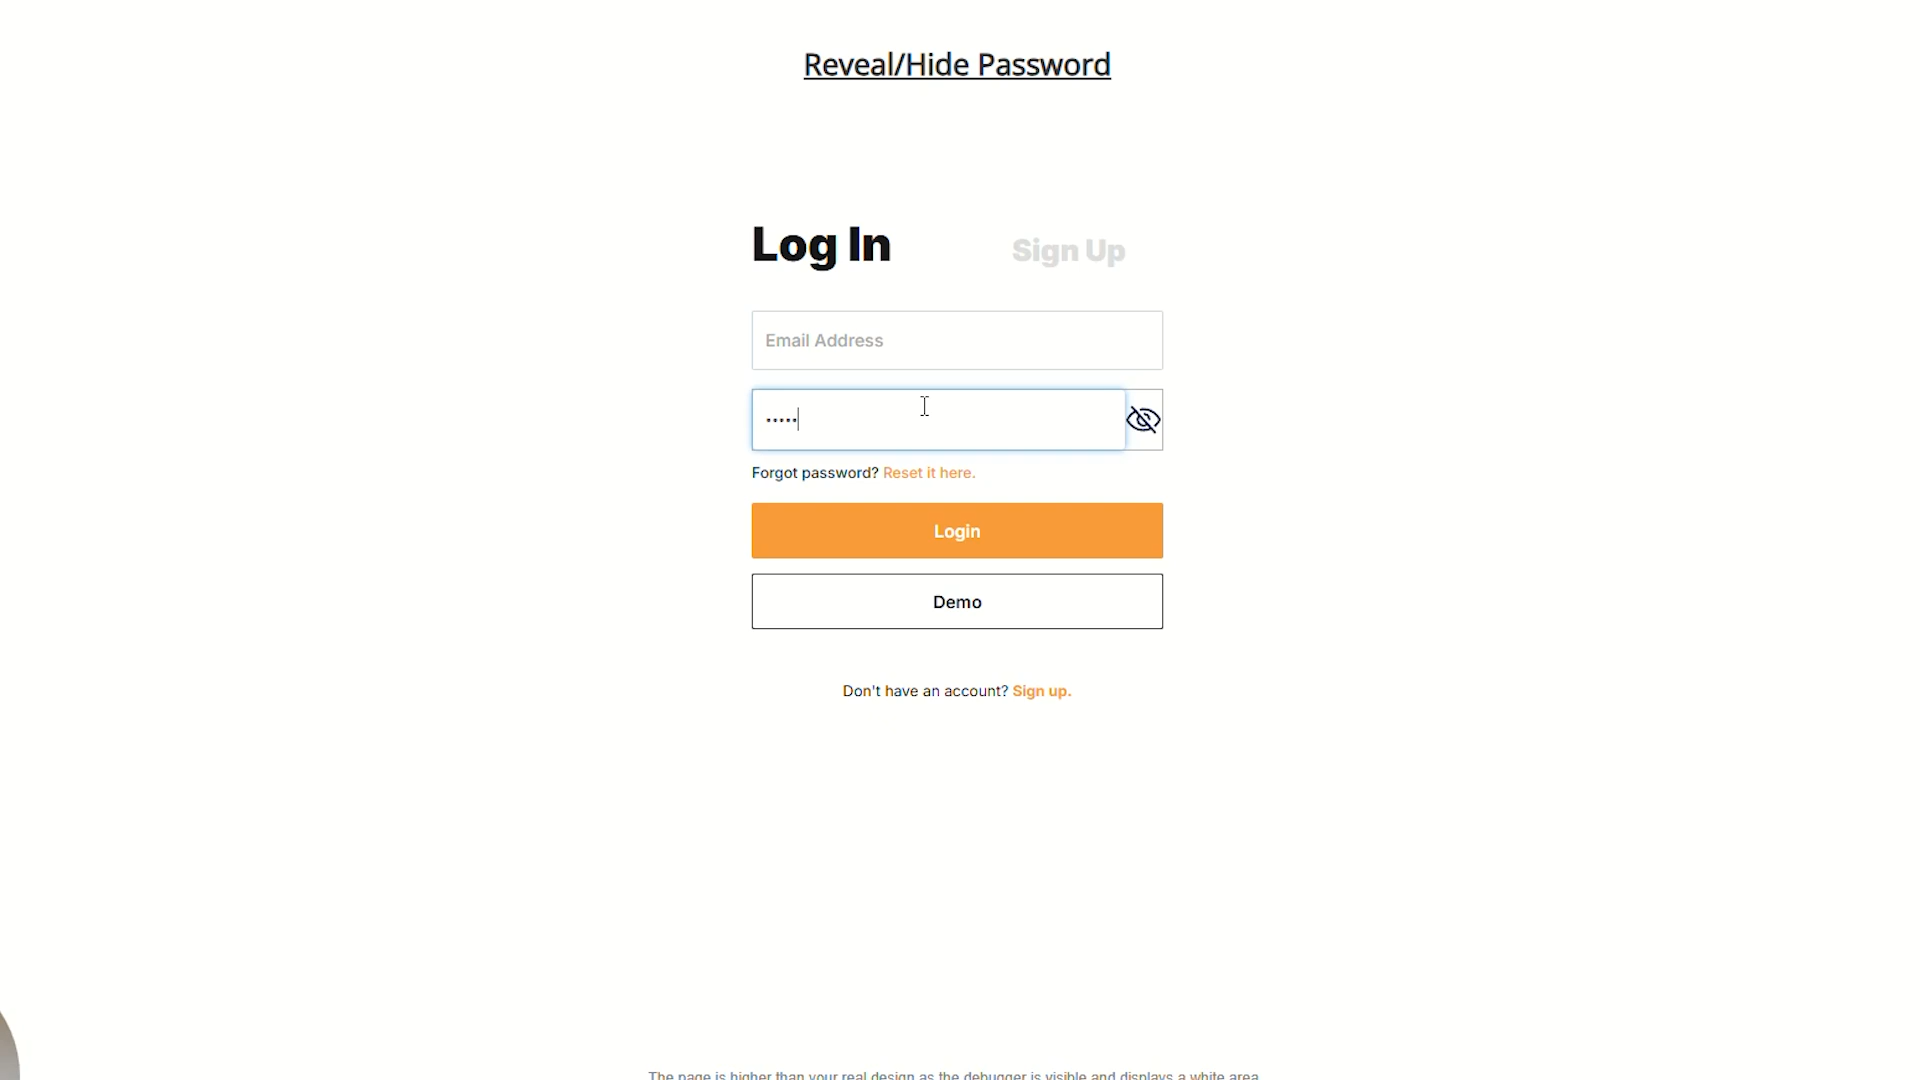 Reveal/Hide Password
Log In
Sign Up
Email Address
•••••
Forgot password? Reset it here.
Login
Demo
Don't have an account? Sign up.
The page is higher than your real design as the debugger is visible and displays a white area